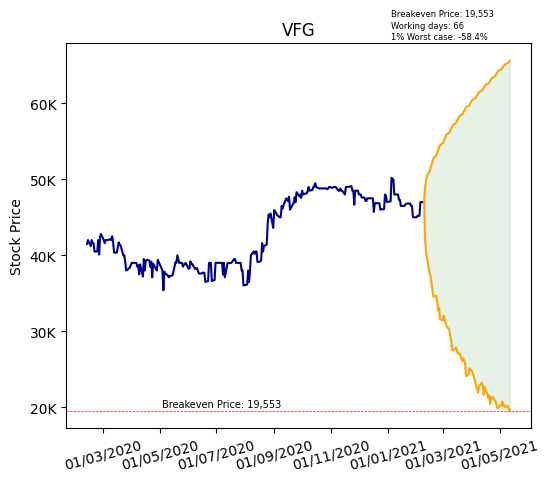 Breakeven Price: 19,553
Working days: 66
1% Worst case: -58.4%
VFG
Stock Price
60K
50K
40K
30K
20K
Breakeven Price: 19,553
01/03/2020
01/05/2020
01/07/2020
01/09/2020
01/11/2020
01/01/2021
01/03/2021
01/05/2021